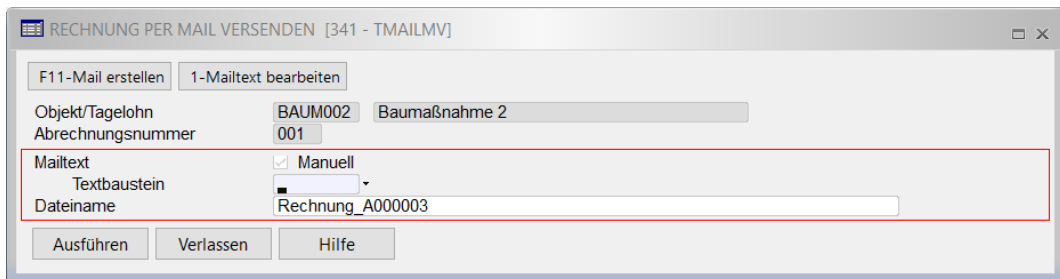 RECHNUNG PER MAIL VERSENDEN [341 - TMAILMV]
F11-Mail erstellen 1-Mailtext bearbeiten
Objekt/Tagelohn BAUM002 Baumaßnahme 2
Abrechnungsnummer 001
Mailtext Manuell
Textbaustein
Dateiname Rechnung_A000003
Ausführen Verlassen Hilfe